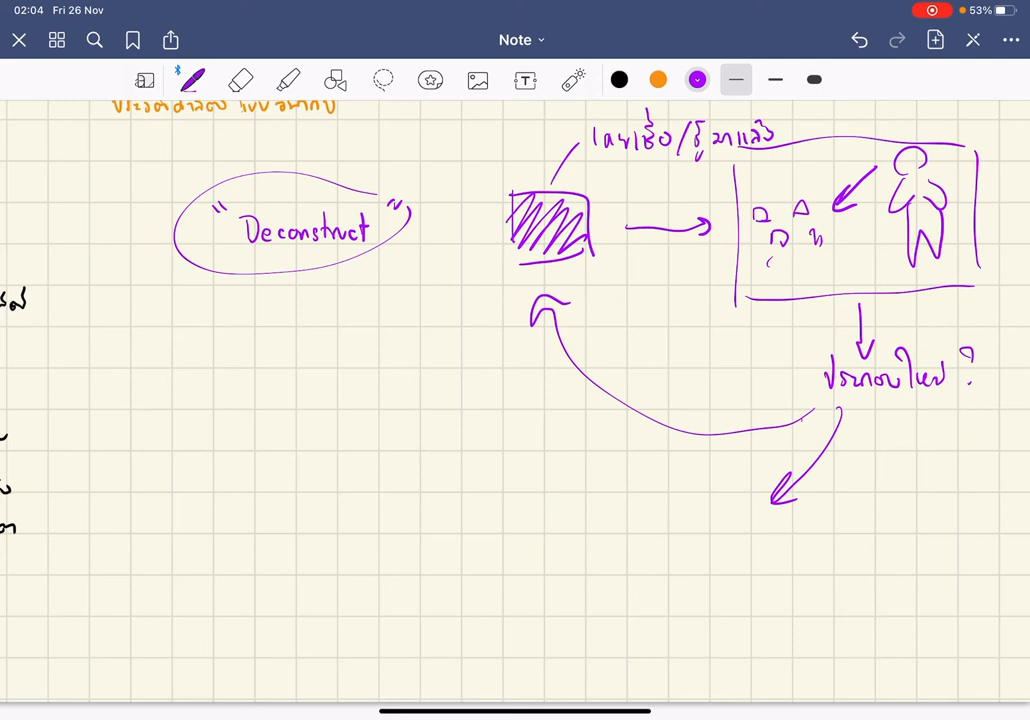 02:04 Fri 26 Nov
53%
Note
T
เคยเชื่อ/รู้ มาแล้ว
"Deconstruct"
ประกอบใหม่ ?